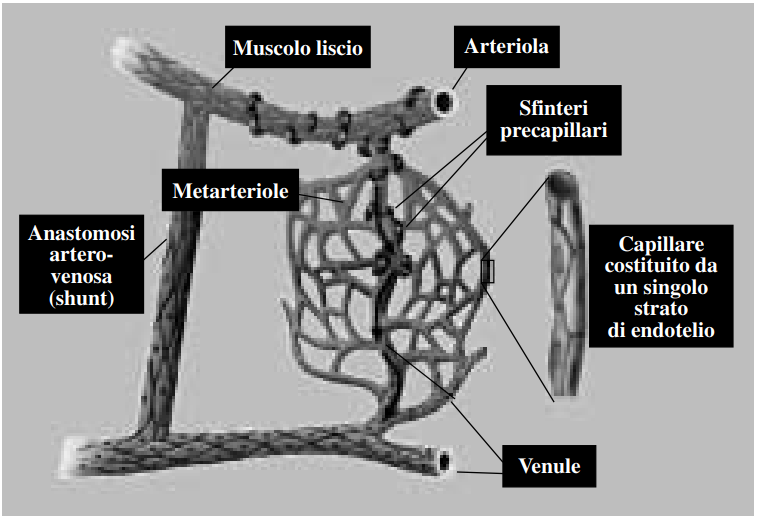 Muscolo liscio
Arteriola
Sfinteri
precapillari
Metarteriole
Anastomosi
artero-
venosa
(shunt)
Capillare
costituito da
un singolo
strato
di endotelio
Venule